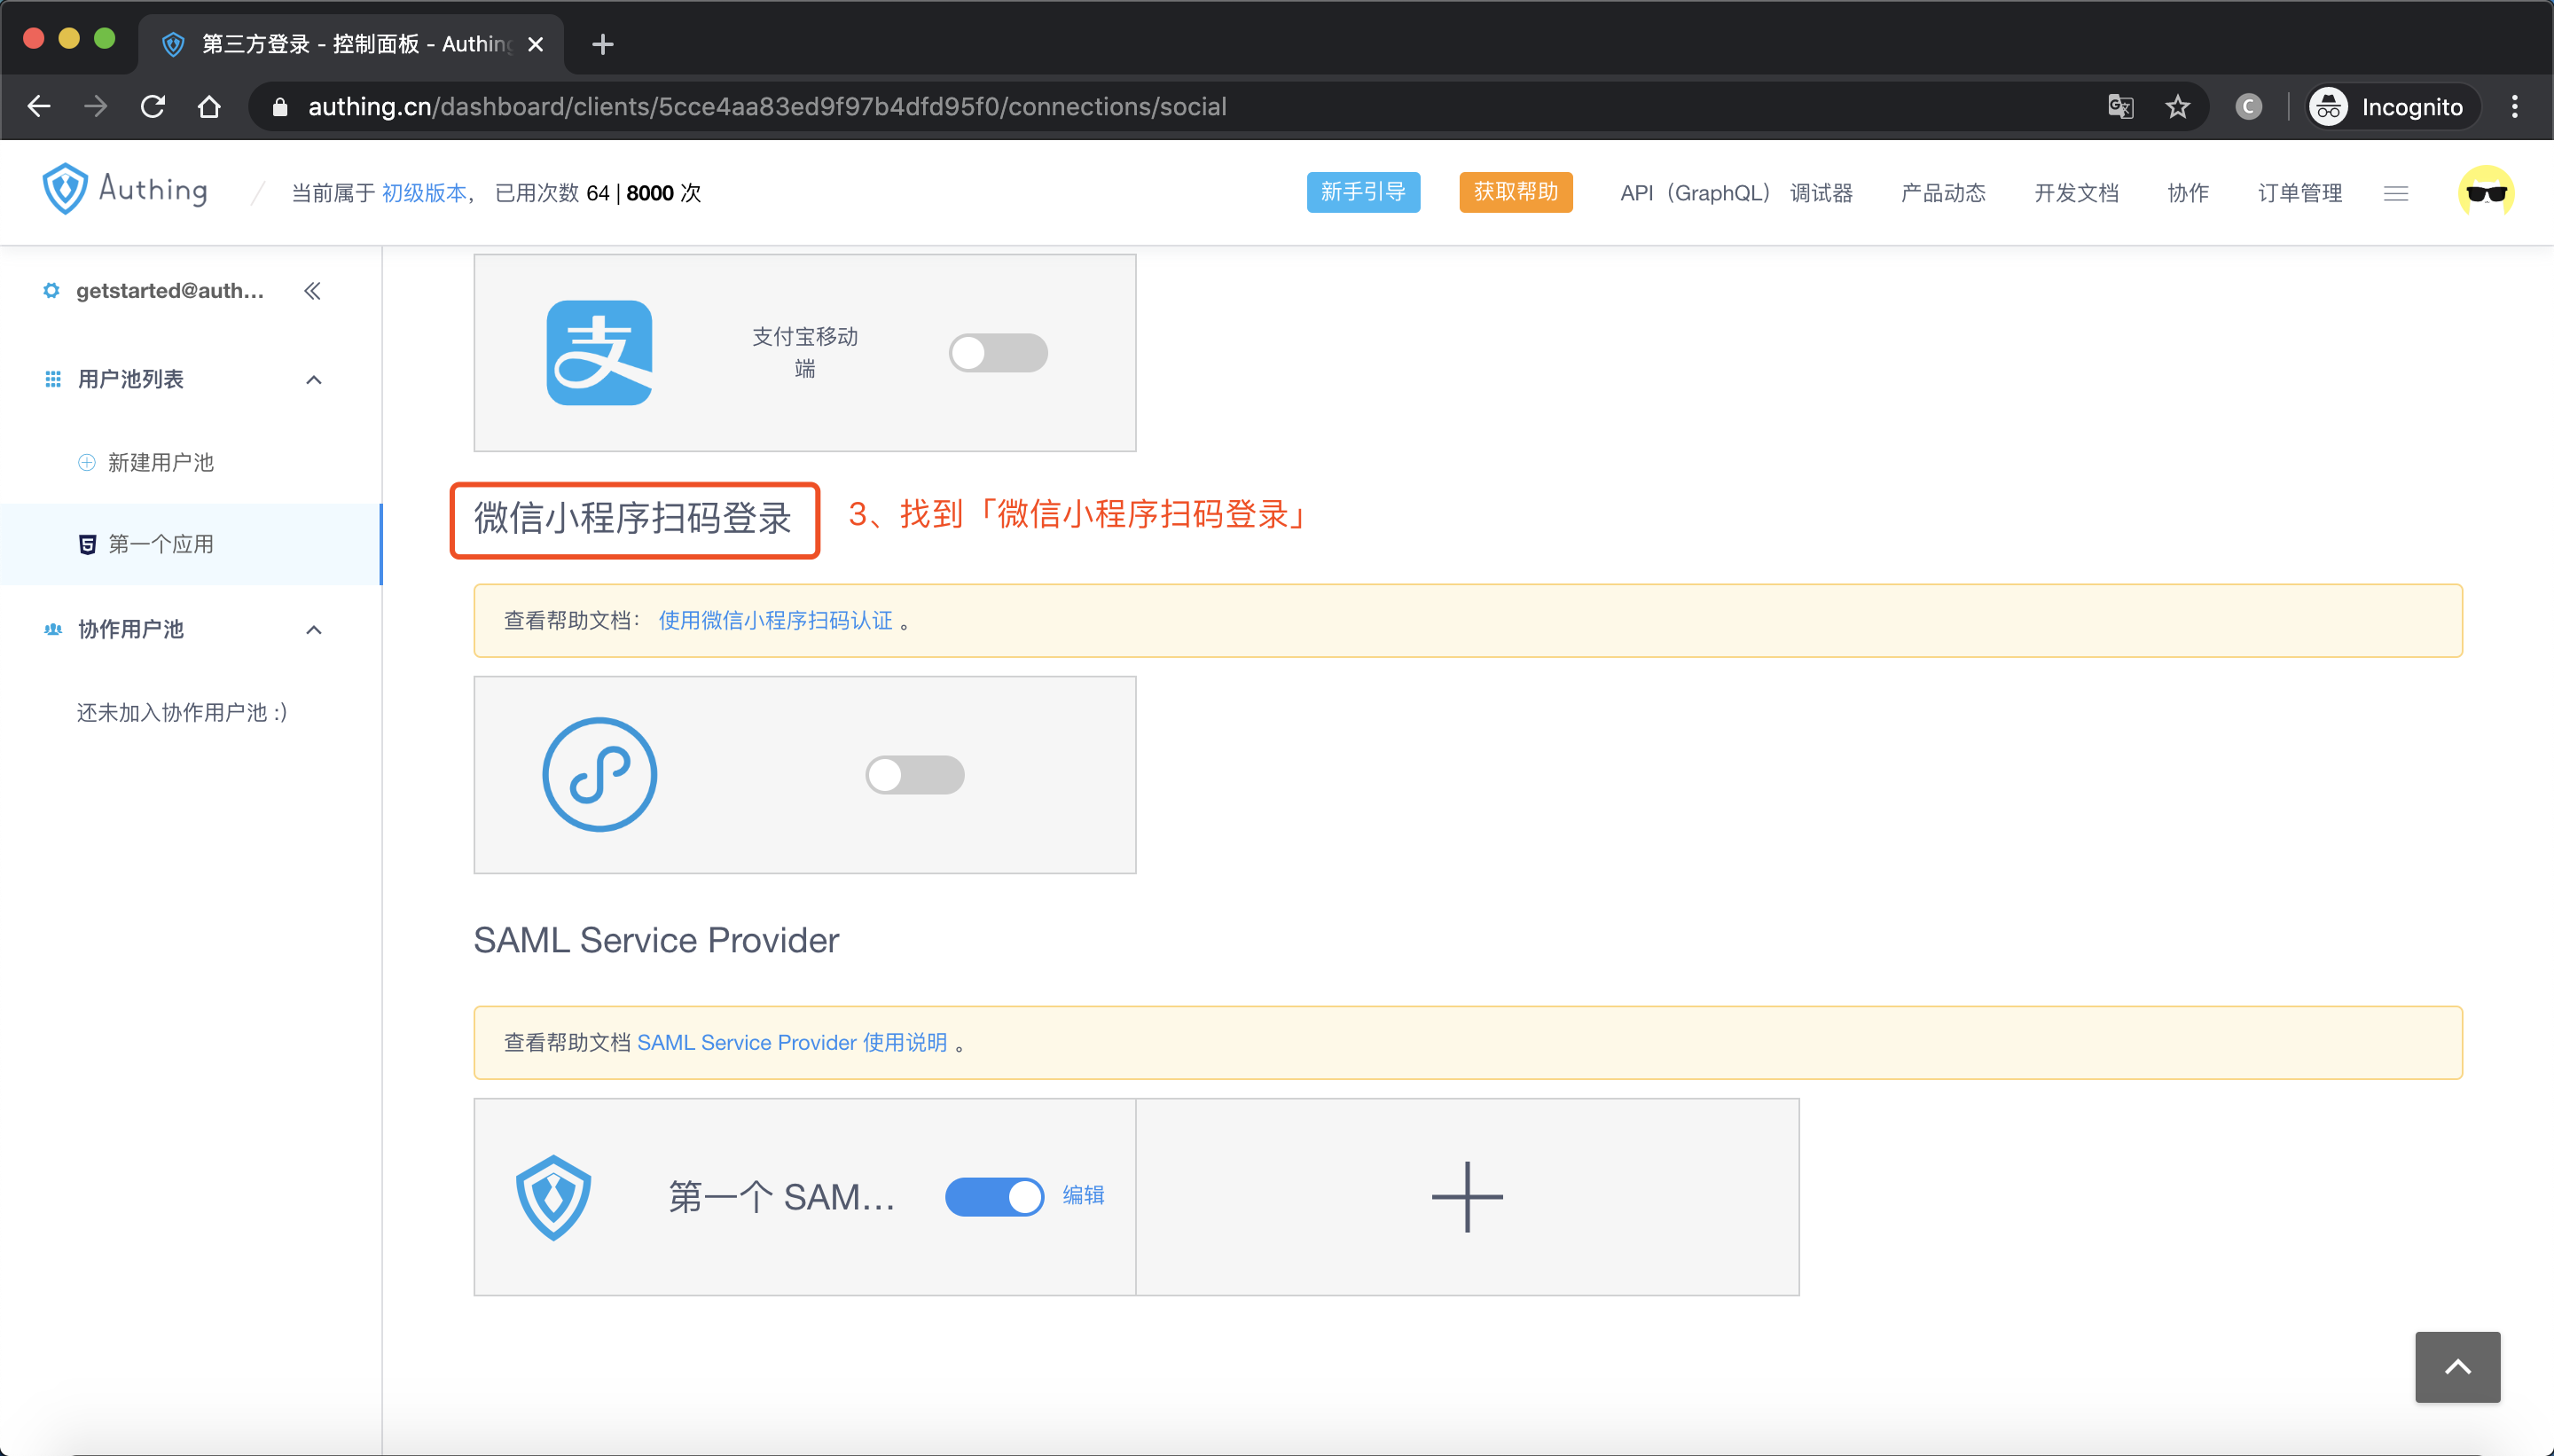 第三方登录 - 控制面板 - Authing
authing.cn/dashboard/clients/5cce4aa83ed9f97b4dfd95f0/connections/social
C
Incognito
Authing
/ 当前属于 初级版本， 已用次数 64 | 8000 次
新手引导
获取帮助
API（GraphQL） 调试器
产品动态
开发文档
协作
订单管理
getstarted@auth...
用户池列表
新建用户池
第一个应用
协作用户池
还未加入协作用户池 :)
支
支付宝移动
端
微信小程序扫码登录
3、找到「微信小程序扫码登录」
查看帮助文档： 使用微信小程序扫码认证 。
SAML Service Provider
查看帮助文档 SAML Service Provider 使用说明 。
第一个 SAM...
编辑